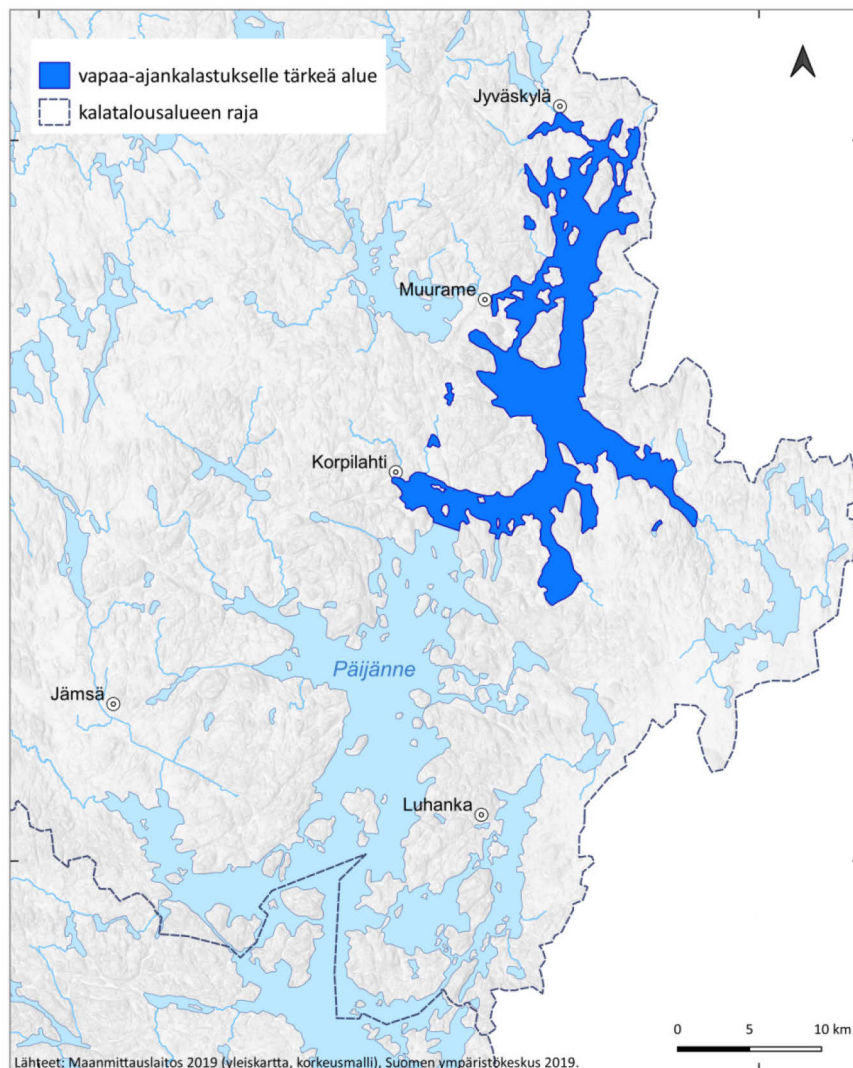 vapaa-ajankalastukselle tärkeä alue
kalatalousalueen raja
Jyväskylä
Muurame
Korpilahti
Päijänne
Jämsä
Luhanka
0 5 10 km
Lähteet: Maanmittauslaitos 2019 (yleiskartta, korkeusmalli), Suomen ympäristökeskus 2019.